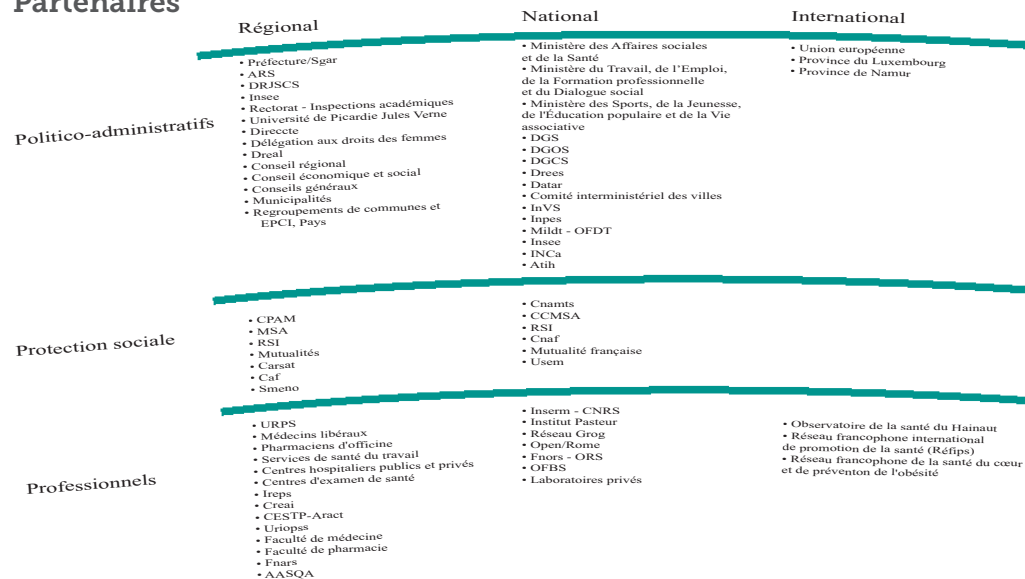 Partenaires
Régional
National
International
Politico-administratifs
• Préfecture/Sgar
• ARS
• DRJSCS
• Insee
• Rectorat - Inspections académiques
• Université de Picardie Jules Verne
• Direccte
• Délégation aux droits des femmes
• Dreal
• Conseil régional
• Conseil économique et social
• Conseils généraux
• Municipalités
• Regroupements de communes et
EPCI, Pays
• Ministère des Affaires sociales
et de la Santé
• Ministère du Travail, de l'Emploi,
de la Formation professionnelle
et du Dialogue social
• Ministère des Sports, de la Jeunesse,
de l'Éducation populaire et de la Vie
associative
• DGS
• DGOS
• DGCS
• Drees
• Datar
• Comité interministériel des villes
• InVS
• Inpes
• Mildt - OFDT
• Insee
• INCa
• Atih
• Union européenne
• Province du Luxembourg
• Province de Namur
Protection sociale
• CPAM
• MSA
• RSI
• Mutualités
• Carsat
• Caf
• Smeno
• Cnamts
• CCMSA
• RSI
• Cnaf
• Mutualité française
• Usem
Professionnels
• URPS
• Médecins libéraux
• Pharmaciens d'officine
• Services de santé du travail
• Centres hospitaliers publics et privés
• Centres d'examen de santé
• Ireps
• Creai
• CESTP-Aract
• Uriopss
• Faculté de médecine
• Faculté de pharmacie
• Fnars
• AASQA
• Inserm - CNRS
• Institut Pasteur
• Réseau Grog
• Open/Rome
• Fnors - ORS
• OFBS
• Laboratoires privés
• Observatoire de la santé du Hainaut
• Réseau francophone international
de promotion de la santé (Réfips)
• Réseau francophone de la santé du cœur
et de préventon de l'obésité